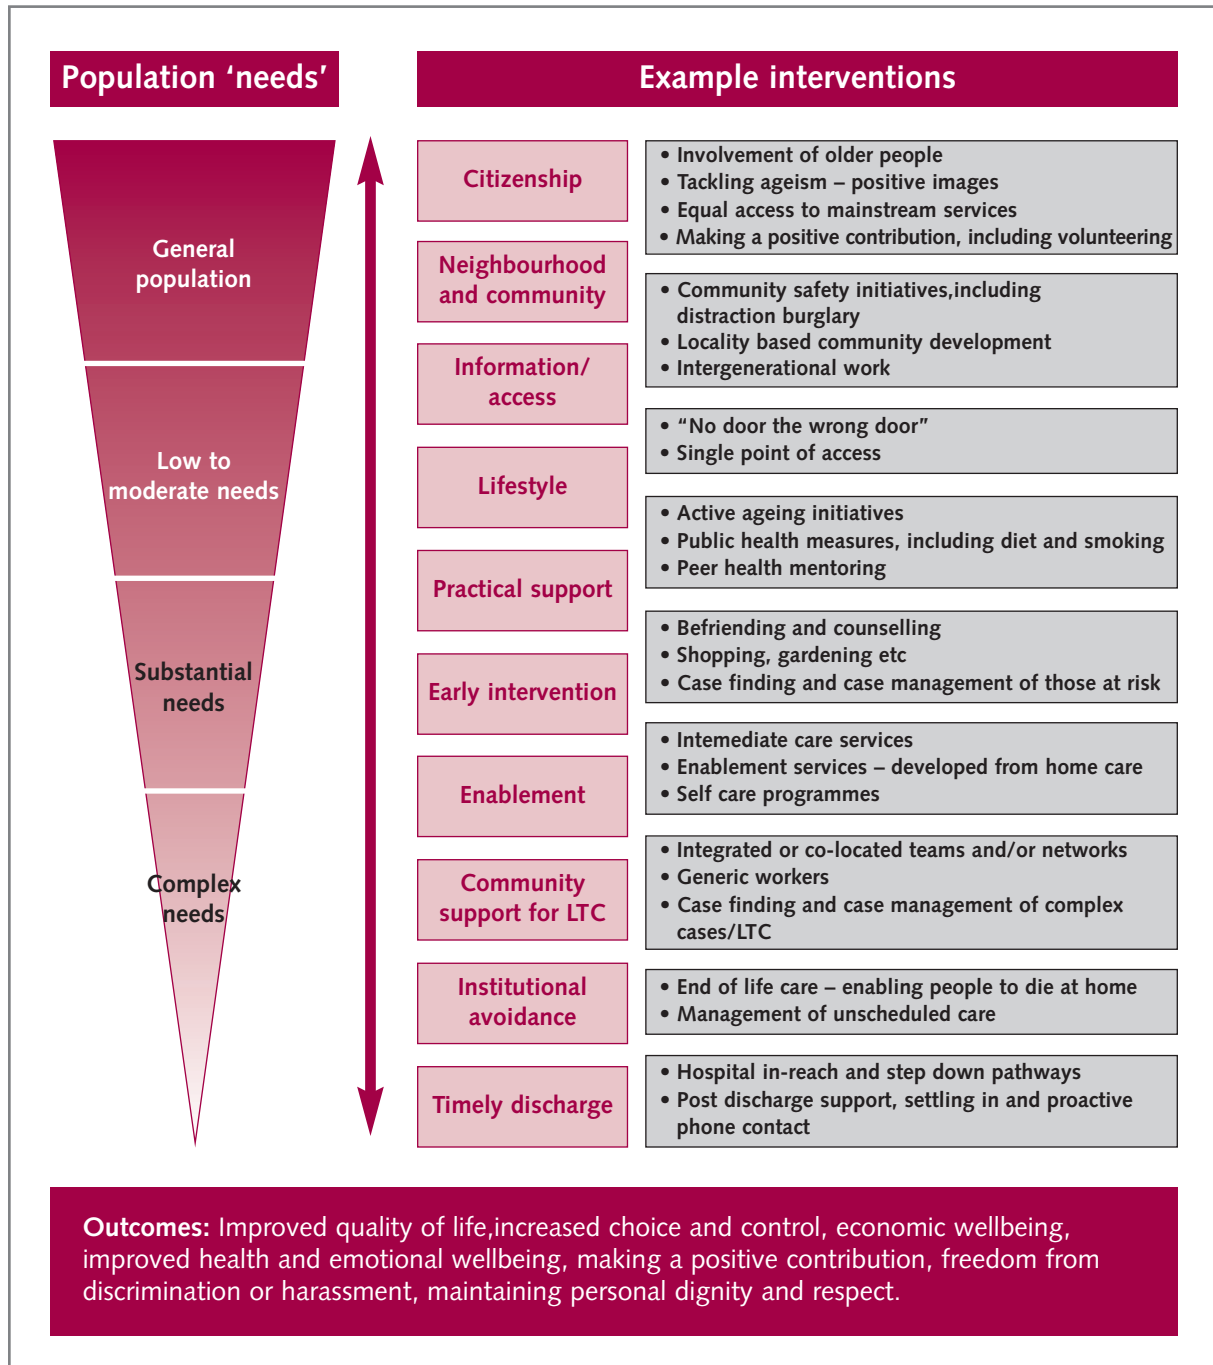 Population ‘needs’
Example interventions
General
population
Low to
moderate needs
Substantial
needs
Complex
needs
Citizenship
Neighbourhood
and community
Information/
access
Lifestyle
Practical support
Early intervention
Enablement
Community
support for LTC
Institutional
avoidance
Timely discharge
• Involvement of older people
• Tackling ageism – positive images
• Equal access to mainstream services
• Making a positive contribution, including volunteering
• Community safety initiatives,including
distraction burglary
• Locality based community development
• Intergenerational work
• “No door the wrong door”
• Single point of access
• Active ageing initiatives
• Public health measures, including diet and smoking
• Peer health mentoring
• Befriending and counselling
• Shopping, gardening etc
• Case finding and case management of those at risk
• Intemediate care services
• Enablement services – developed from home care
• Self care programmes
• Integrated or co-located teams and/or networks
• Generic workers
• Case finding and case management of complex
cases/LTC
• End of life care – enabling people to die at home
• Management of unscheduled care
• Hospital in-reach and step down pathways
• Post discharge support, settling in and proactive
phone contact
Outcomes: Improved quality of life,increased choice and control, economic wellbeing,
improved health and emotional wellbeing, making a positive contribution, freedom from
discrimination or harassment, maintaining personal dignity and respect.